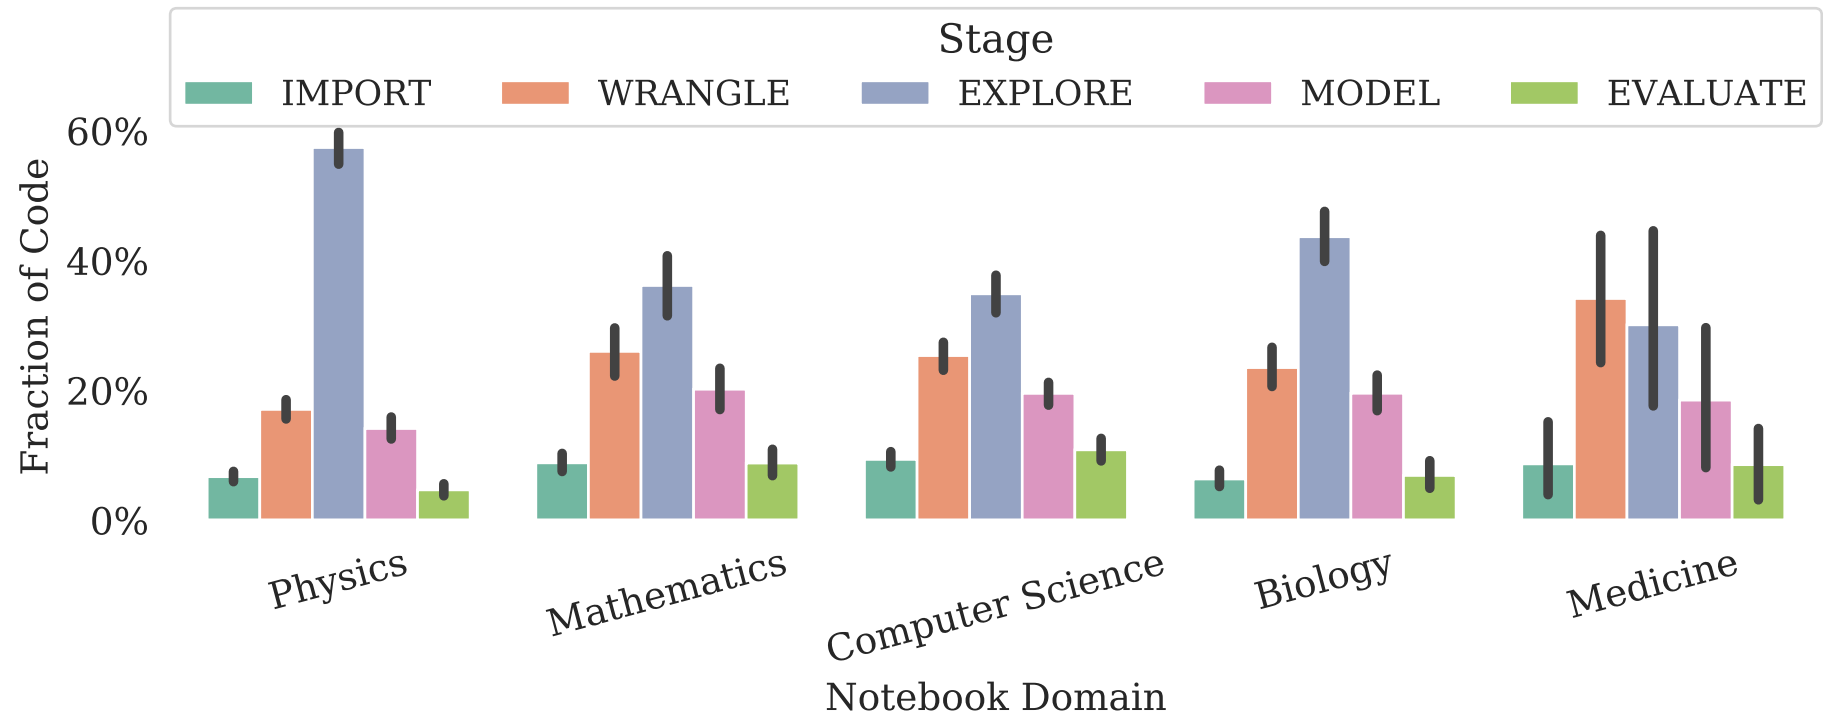 Stage
IMPORT WRANGLE EXPLORE MODEL EVALUATE
Fraction of Code
60%
40%
20%
0%
Physics Mathematics Computer Science Biology Medicine
Notebook Domain